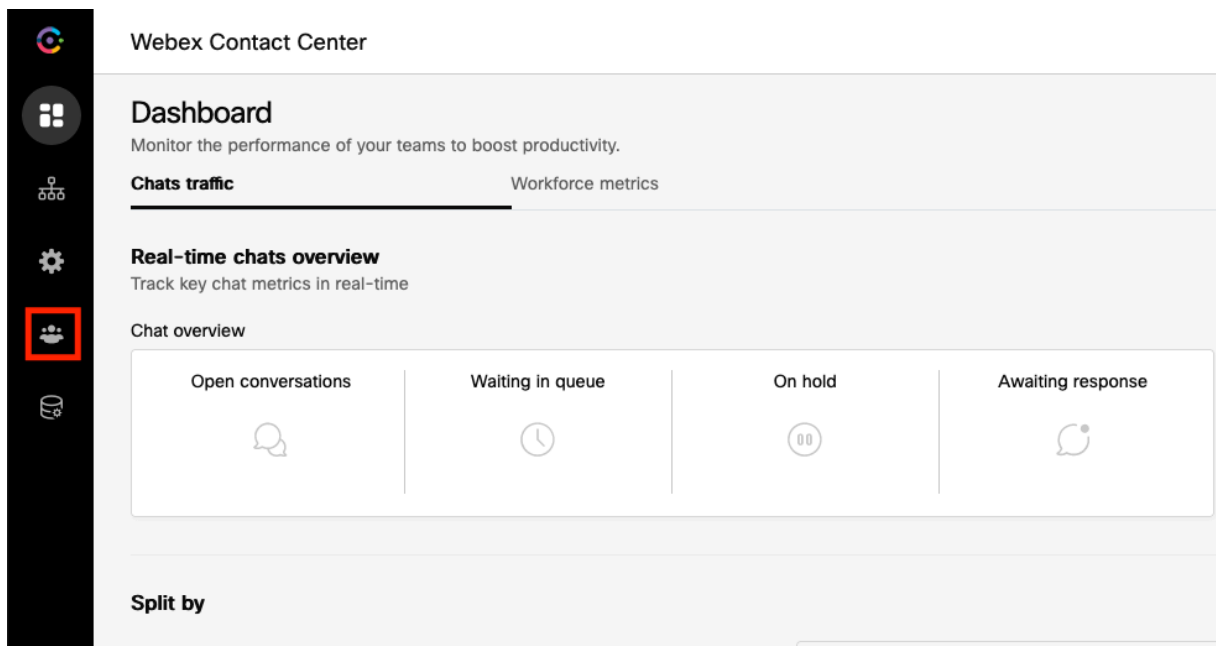 Webex Contact Center
Dashboard
Monitor the performance of your teams to boost productivity.
Chats traffic
Workforce metrics
Real-time chats overview
Track key chat metrics in real-time
Chat overview
Open conversations
Waiting in queue
On hold
Awaiting response
Split by